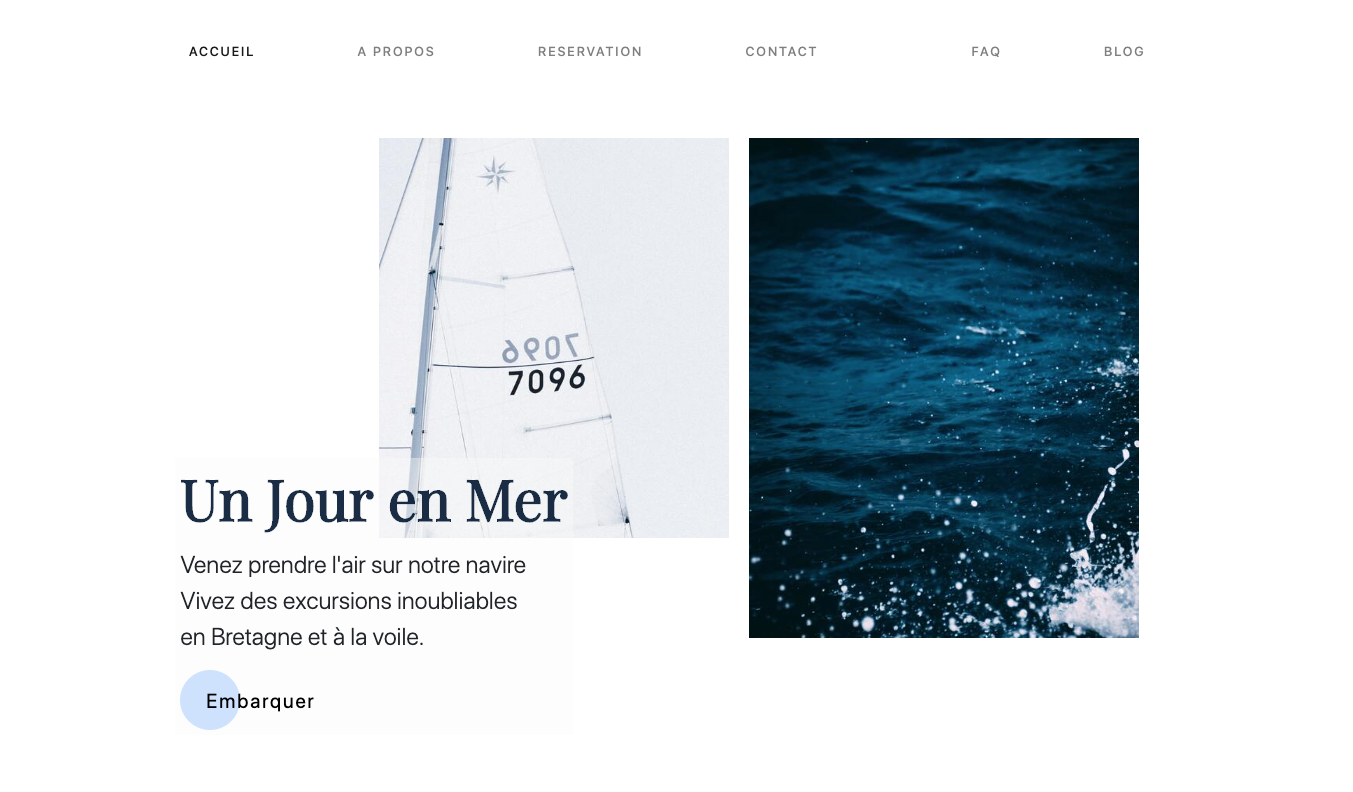 ACCUEIL A PROPOS RESERVATION CONTACT FAQ BLOG
7096
7096
Un Jour en Mer
Venez prendre l'air sur notre navire
Vivez des excursions inoubliables
en Bretagne et à la voile.
Embarquer